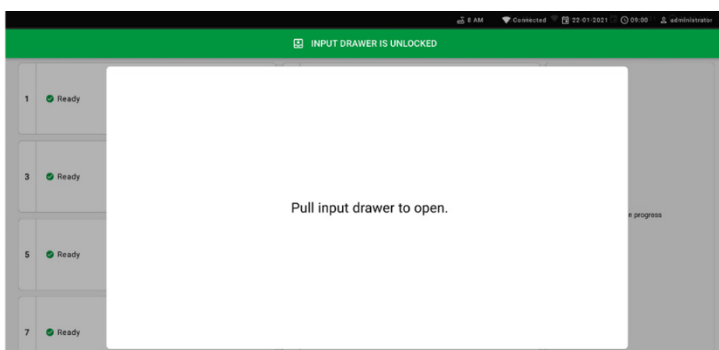 8 AM Connected 22-01-2021 09:00 administrator
INPUT DRAWER IS UNLOCKED
1 Ready
3 Ready
Pull input drawer to open.
progress
5 Ready
7 Ready